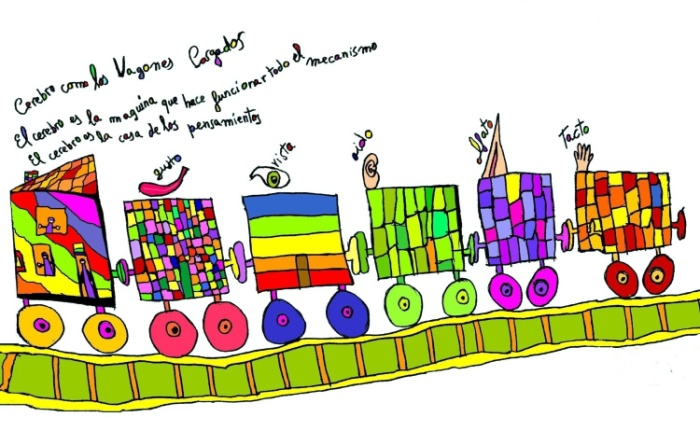 Cerebro como los Vagones Cargados
El cerebro es la maquina que hace funcionar todo el mecanismo
El cerebro es la casa de los pensamientos
gusto
vista
oido
olfato
Tacto